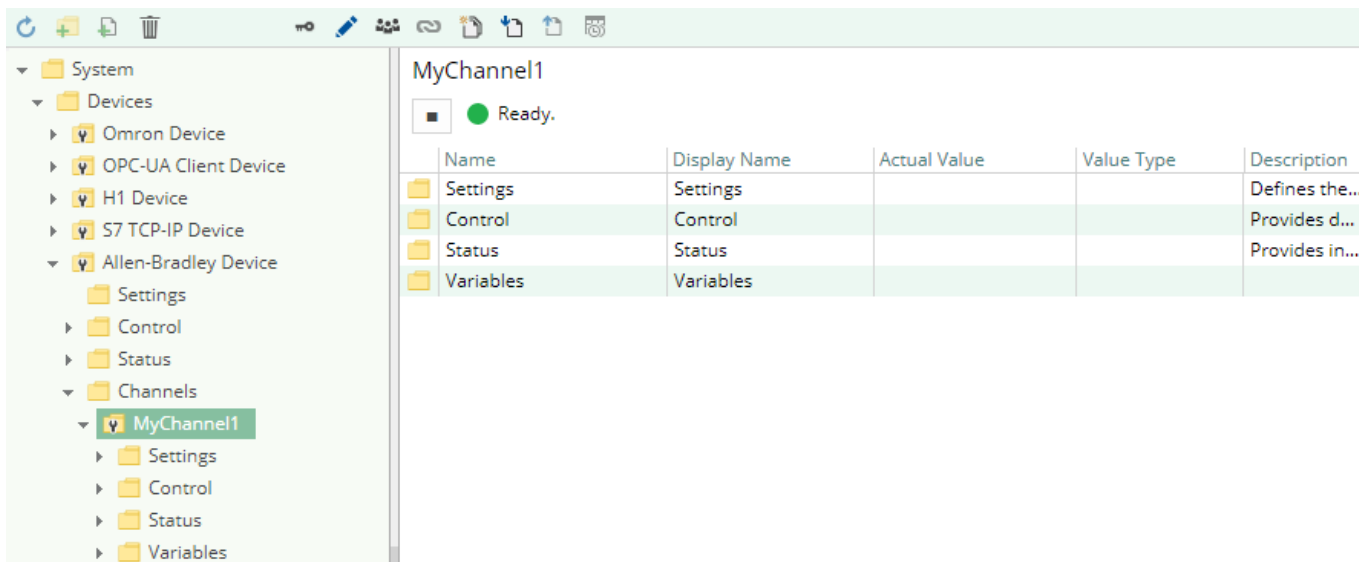 System
Devices
Omron Device
OPC-UA Client Device
H1 Device
S7 TCP-IP Device
Allen-Bradley Device
Settings
Control
Status
Channels
MyChannel1
Settings
Control
Status
Variables
MyChannel1
Ready.
Name Display Name Actual Value Value Type Description
Settings Settings Defines the...
Control Control Provides d...
Status Status Provides in...
Variables Variables